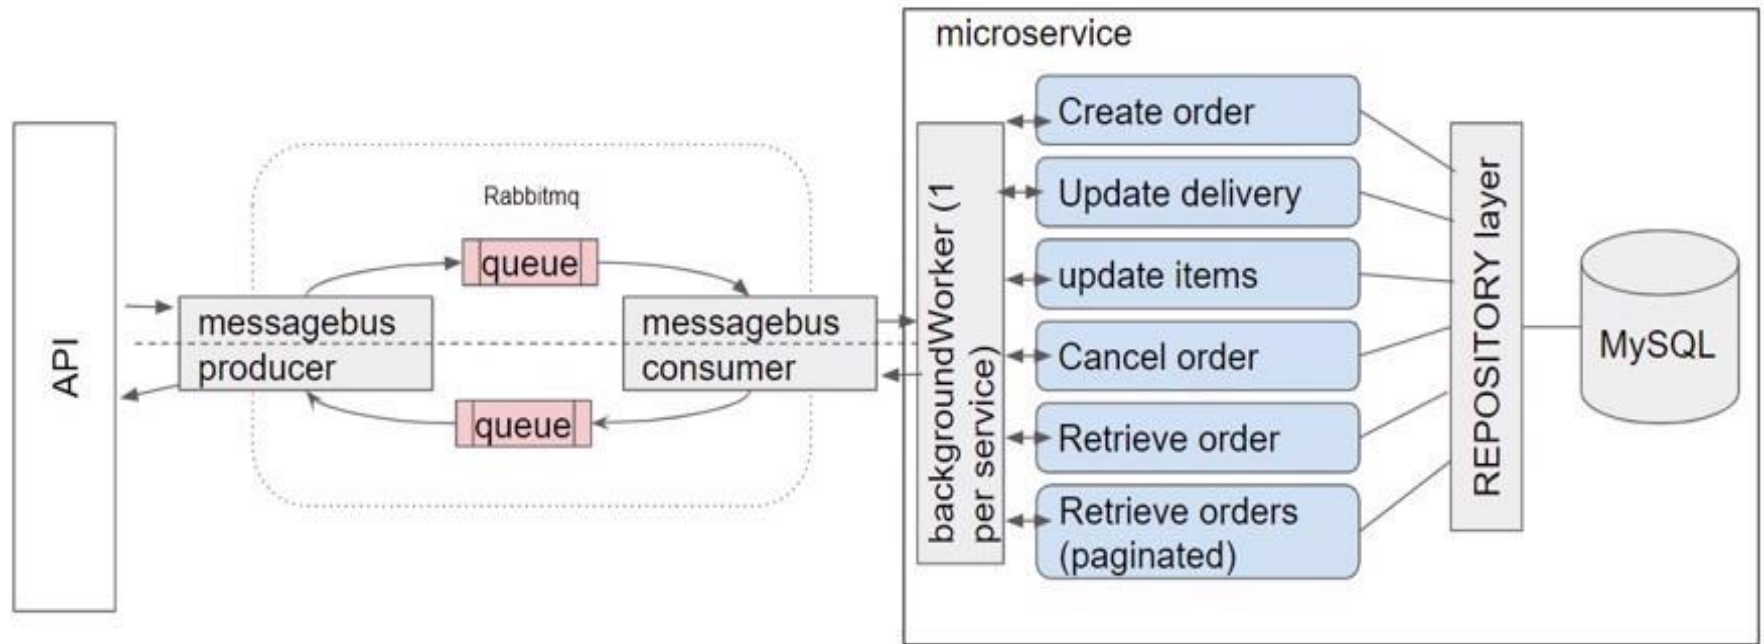 microservice
API
Rabbitmq
queue
messagebus
producer
messagebus
consumer
queue
backgroundWorker (1
per service)
Create order
Update delivery
update items
Cancel order
Retrieve order
Retrieve orders
(paginated)
REPOSITORY layer
MySQL